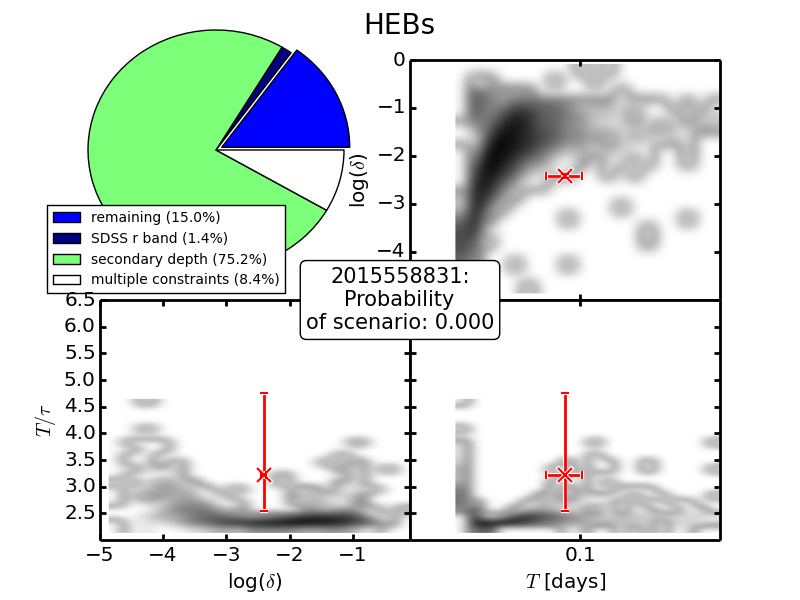 HEBs
remaining (15.0%)
SDSS r band (1.4%)
secondary depth (75.2%)
multiple constraints (8.4%)
log(δ)
0
−1
−2
−3
−4
2015558831:
Probability
of scenario: 0.000
T/τ
6.5
6.0
5.5
5.0
4.5
4.0
3.5
3.0
2.5
−5 −4 −3 −2 −1
log(δ)
0.1
T [days]